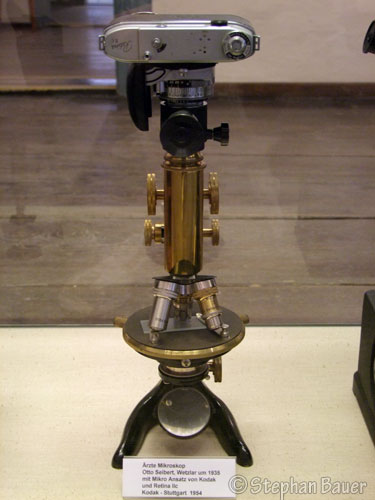 Retina
Ärzte Mikroskop
Otto Seibert, Wetzlar um 1935
mit Mikro Ansatz von Kodak
und Retina IIc
Kodak - Stuttgart 1954
©Stephan Bauer